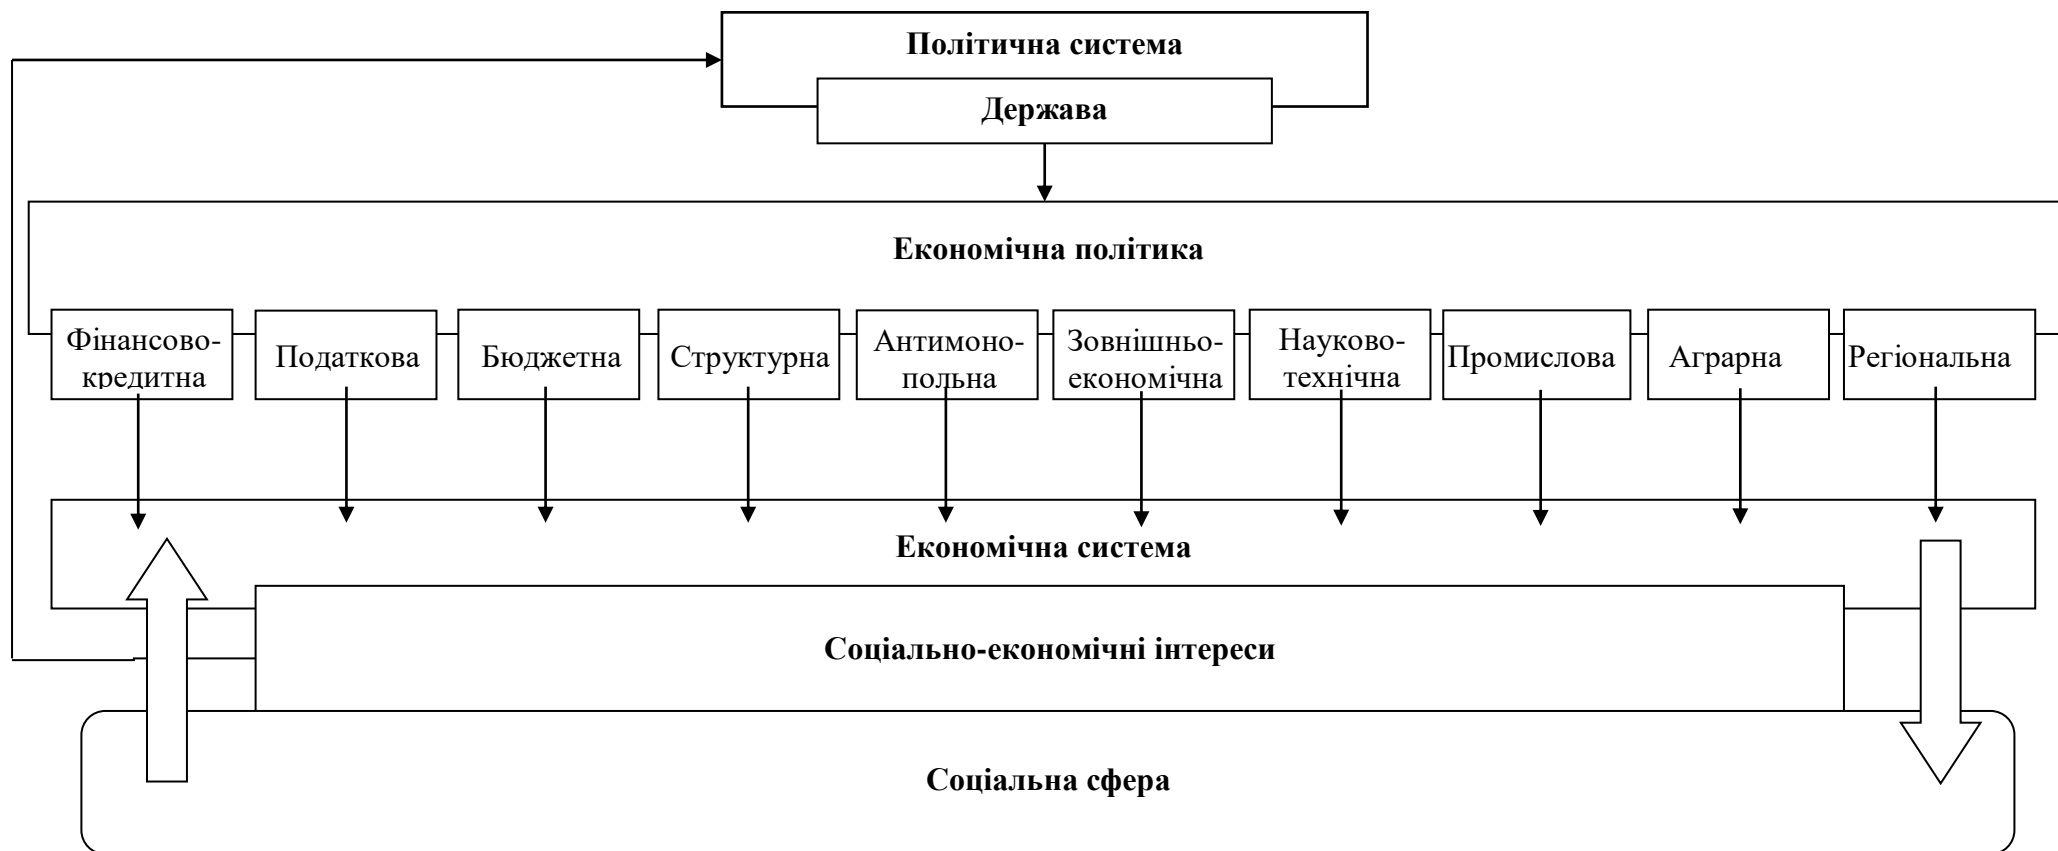 Політична система
Держава
Економічна політика
Фінансово-
кредитна
Податкова
Бюджетна
Структурна
Антимоно-
польна
Зовнішньо-
економічна
Науково-
технічна
Промислова
Аграрна
Регіональна
Економічна система
Соціально-економічні інтереси
Соціальна сфера